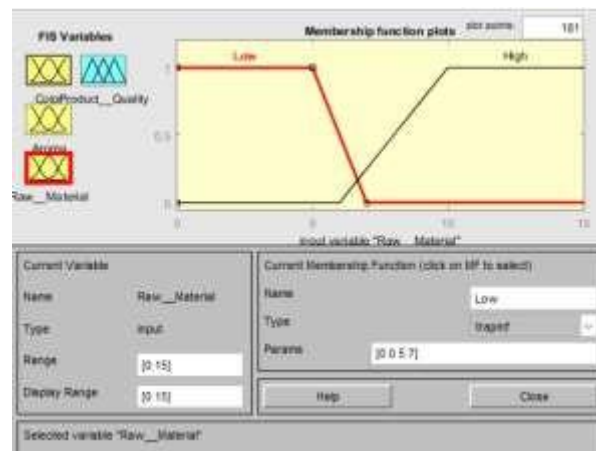 FIS Variables
Membership function plots
plot points:
181
Low
High
ColorProduct__Quality
Aroma
Raw__Material
1
0.5
0
0
5
10
15
input variable "Raw__Material"
Current Variable
Current Membership Function (click on MF to select)
Name
Raw__Material
Name
Low
Type
input
Type
trapmf
Params
[0 0 5 7]
Range
[0 15]
Display Range
[0 15]
Help
Close
Selected variable "Raw__Material"